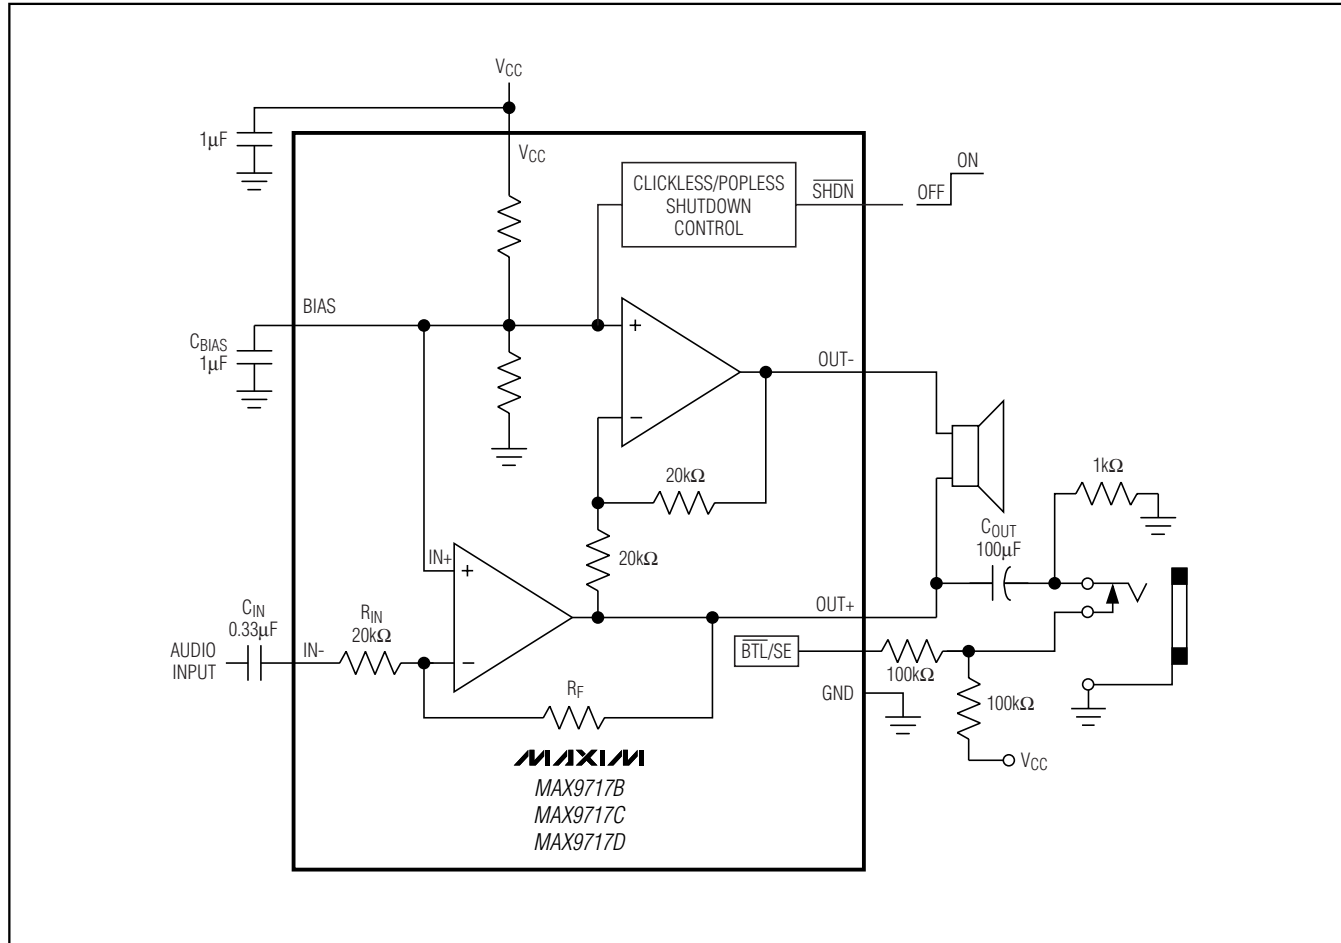 VCC
1µF
VCC
CLICKLESS/POPLESS
SHUTDOWN
CONTROL
SHDN
OFF
ON
BIAS
CBIAS
1µF
+
−
OUT-
20kΩ
20kΩ
1kΩ
COUT
100µF
IN+
+
−
OUT+
CIN
0.33µF
AUDIO
INPUT
IN-
RIN
20kΩ
RF
BTL/SE
100kΩ
100kΩ
GND
VCC
MAXIM
MAX9717B
MAX9717C
MAX9717D